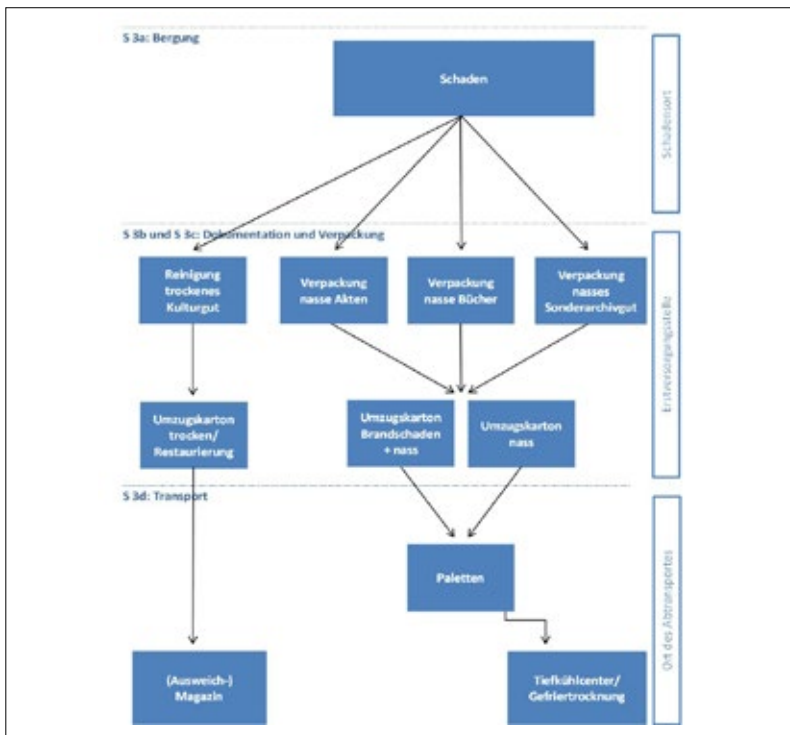 S 3a: Bergung
Schaden
Schadensort
S 3b und S 3c: Dokumentation und Verpackung
Reinigung
trockenes
Kulturgut
Verpackung
nasse Akten
Verpackung
nasse Bücher
Verpackung
nasses
Sonderarchivgut
Erstversorgungsstelle
Umzugskarton
trocken/
Restaurierung
Umzugskarton
Brandschaden
+ nass
Umzugskarton
nass
S 3d: Transport
Paletten
Ort des Abtransportes
(Ausweich-)
Magazin
Tiefkühlcenter/
Gefriertrocknung